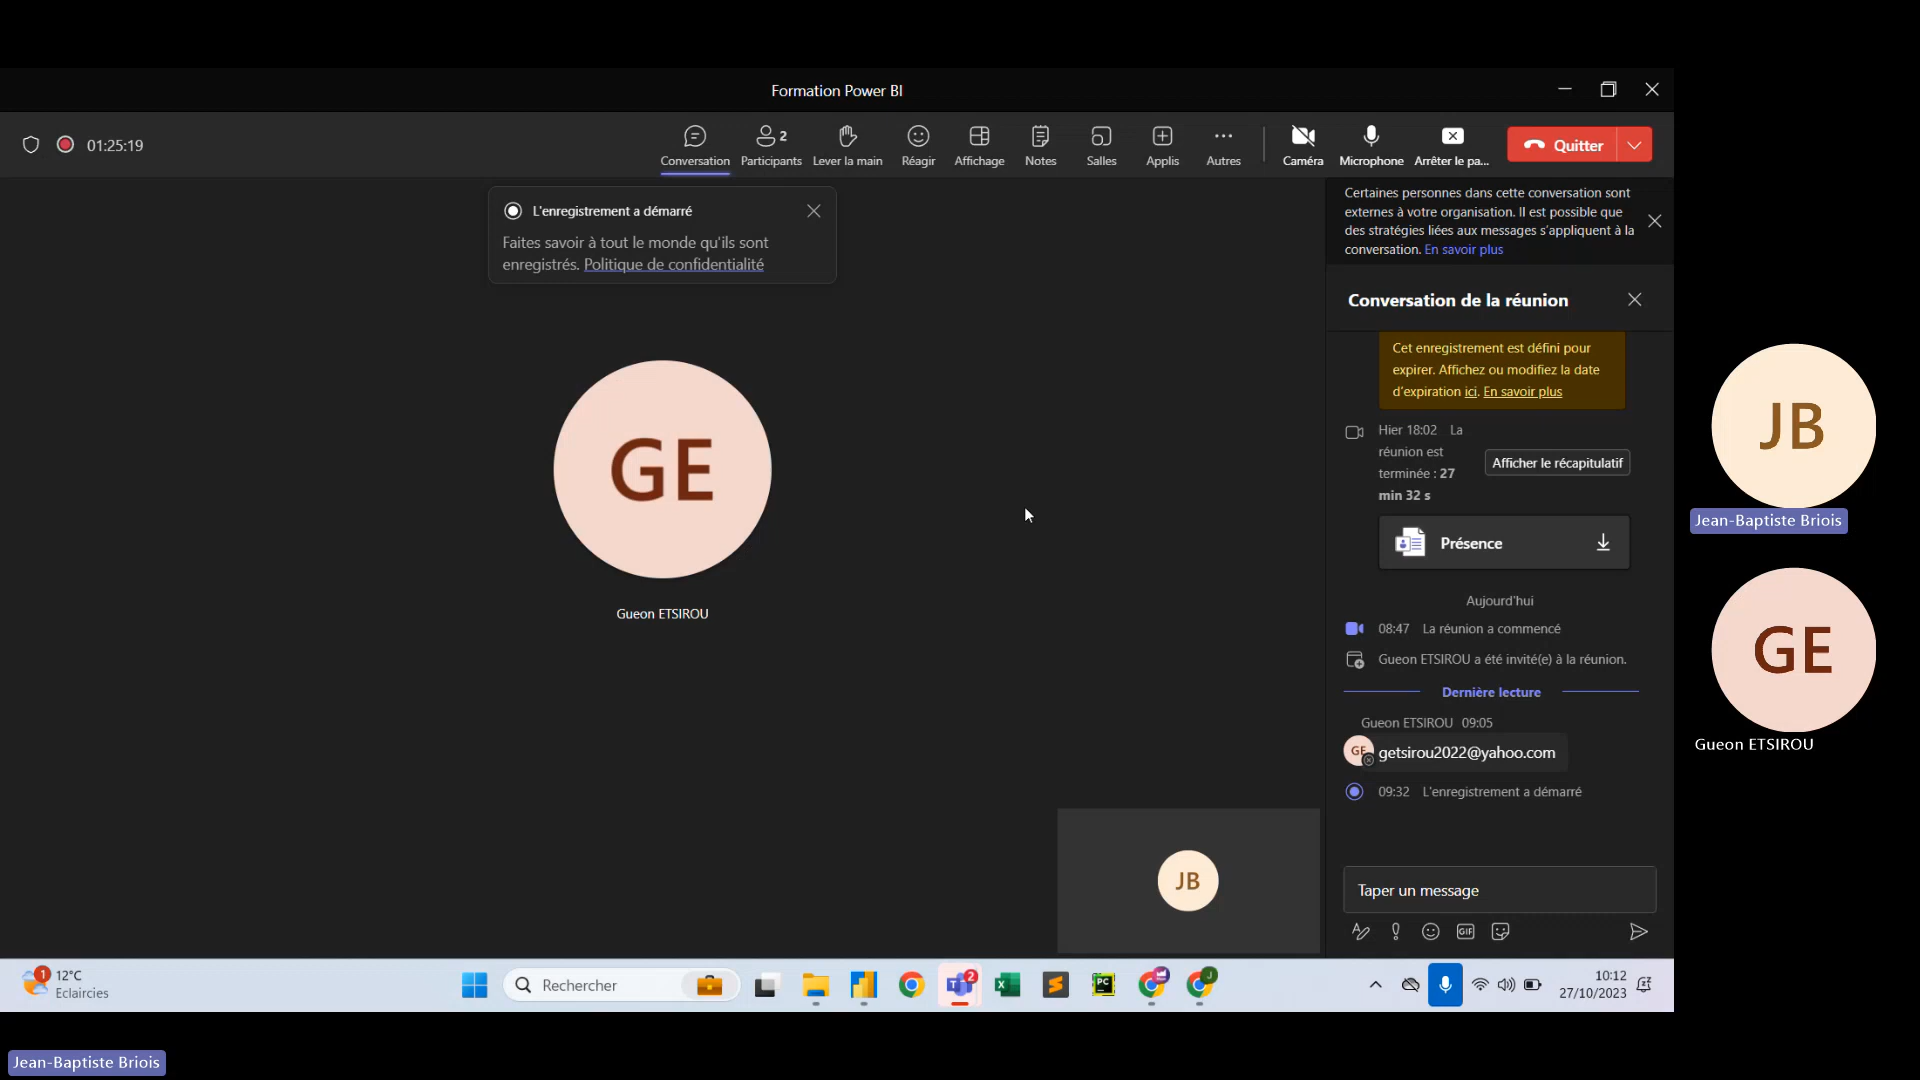 Formation Power BI
01:25:19
Conversation
Participants
2
Lever la main
Réagir
Affichage
Notes
Salles
Applis
Autres
Caméra
Microphone
Arrêter le pa...
Quitter
L'enregistrement a démarré
Faites savoir à tout le monde qu'ils sont
enregistrés. Politique de confidentialité
GE
Gueon ETSIROU
JB
Certaines personnes dans cette conversation sont
externes à votre organisation. Il est possible que
des stratégies liées aux messages s'appliquent à la
conversation. En savoir plus
Conversation de la réunion
Cet enregistrement est défini pour
expirer. Affichez ou modifiez la date
d'expiration ici. En savoir plus
Hier 18:02 La
réunion est
terminée : 27
min 32 s
Afficher le récapitulatif
Présence
Aujourd'hui
08:47 La réunion a commencé
Gueon ETSIROU a été invité(e) à la réunion.
Dernière lecture
Gueon ETSIROU 09:05
GE
getsirou2022@yahoo.com
09:32 L'enregistrement a démarré
Taper un message
GIF
JB
Jean-Baptiste Briois
GE
Gueon ETSIROU
1
12°C
Eclaircies
Rechercher
T
2
X
S
PC
J
10:12
27/10/2023
Jean-Baptiste Briois